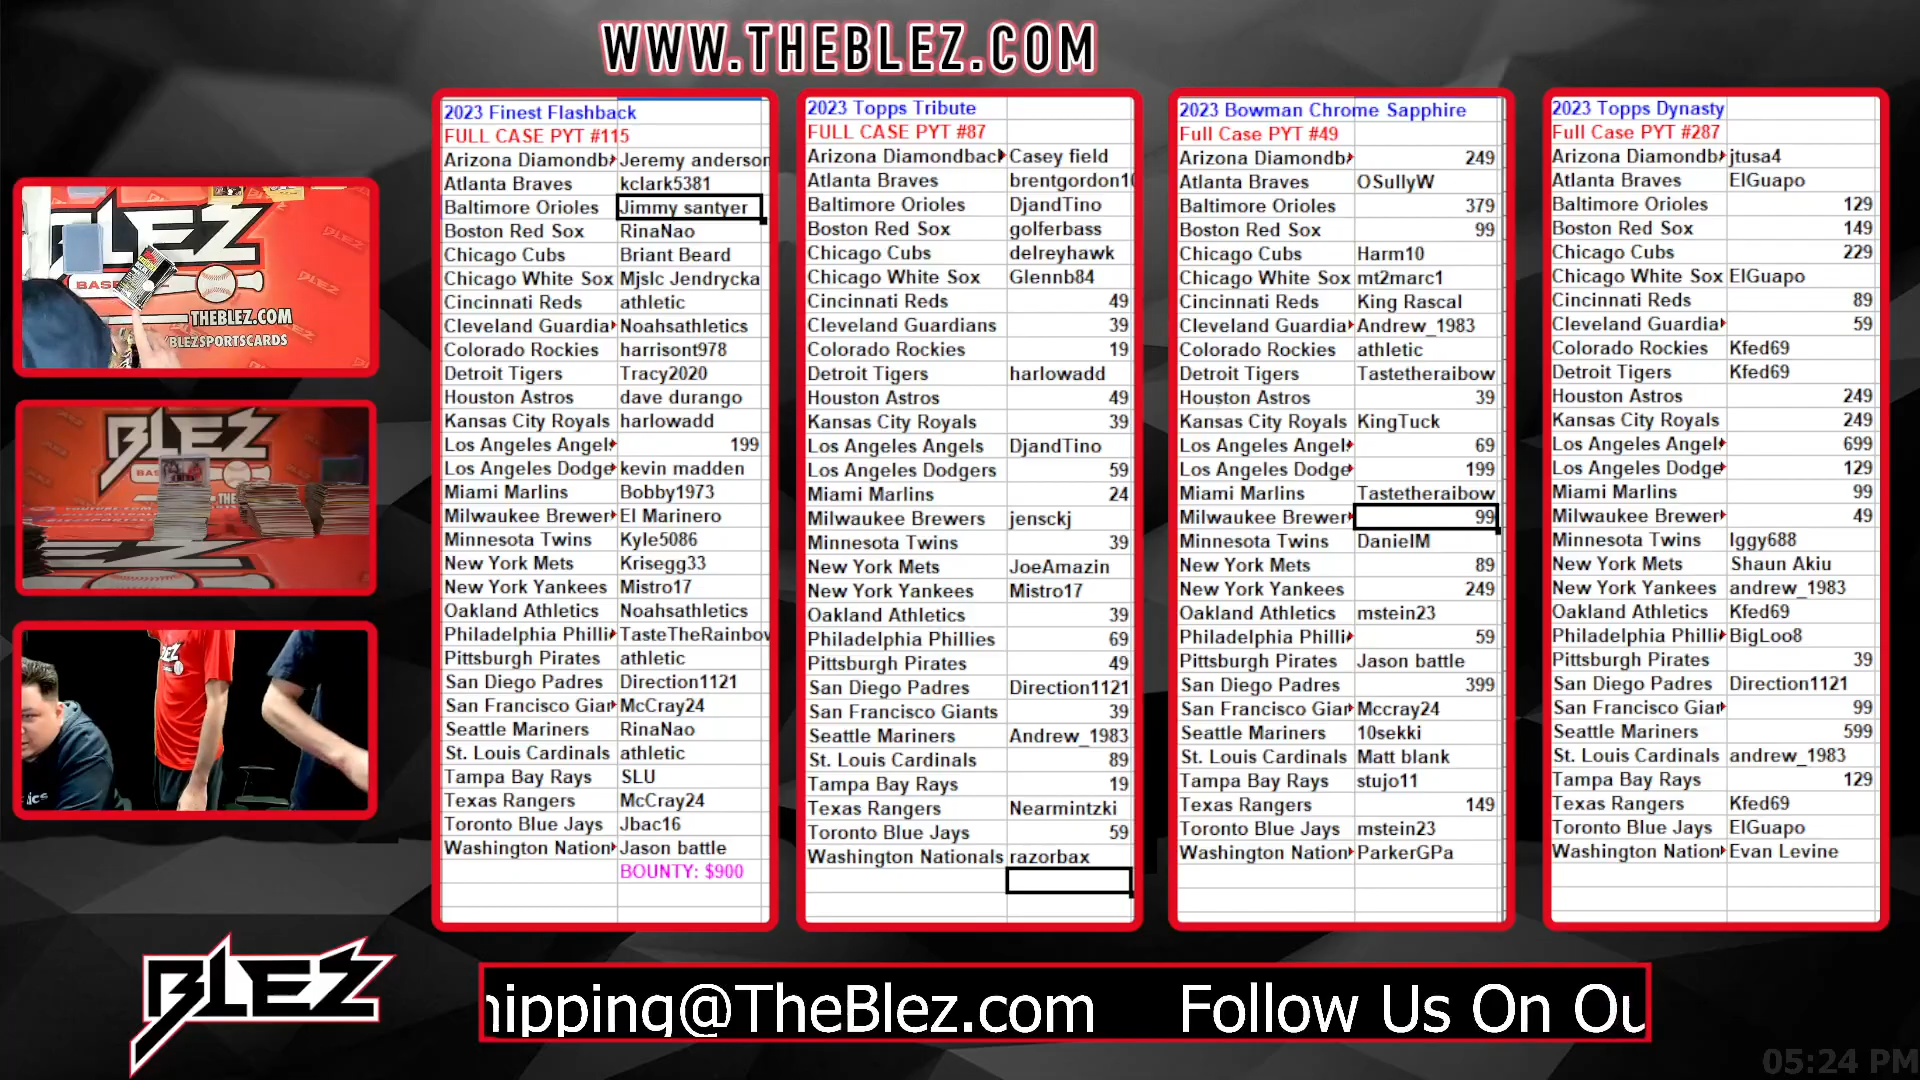 WWW.THEBLEZ.COM
2023 Finest Flashback
FULL CASE PYT #115
Arizona Diamondb Jeremy anderson
Atlanta Braves kclark5381
Baltimore Orioles Jimmy santyer
Boston Red Sox RinaNao
Chicago Cubs Briant Beard
Chicago White Sox Mjslc Jendrycka
Cincinnati Reds athletic
Cleveland Guardia Noahsathletics
Colorado Rockies harrisont978
Detroit Tigers Tracy2020
Houston Astros dave durango
Kansas City Royals harlowadd
Los Angeles Angel 199
Los Angeles Dodge kevin madden
Miami Marlins Bobby1973
Milwaukee Brewer El Marinero
Minnesota Twins Kyle5086
New York Mets Krisegg33
New York Yankees Mistro17
Oakland Athletics Noahsathletics
Philadelphia Philli TasteTheRainbow
Pittsburgh Pirates athletic
San Diego Padres Direction1121
San Francisco Giar McCray24
Seattle Mariners RinaNao
St. Louis Cardinals athletic
Tampa Bay Rays SLU
Texas Rangers McCray24
Toronto Blue Jays Jbac16
Washington Nation Jason battle
BOUNTY: $900
2023 Topps Tribute
FULL CASE PYT #87
Arizona Diamondbacl Casey field
Atlanta Braves brentgordon10
Baltimore Orioles DjandTino
Boston Red Sox golferbass
Chicago Cubs delreyhawk
Chicago White Sox Glennb84
Cincinnati Reds 49
Cleveland Guardians 39
Colorado Rockies 19
Detroit Tigers harlowadd
Houston Astros 49
Kansas City Royals 39
Los Angeles Angels DjandTino
Los Angeles Dodgers 59
Miami Marlins 24
Milwaukee Brewers jensckj
Minnesota Twins 39
New York Mets JoeAmazin
New York Yankees Mistro17
Oakland Athletics 39
Philadelphia Phillies 69
Pittsburgh Pirates 49
San Diego Padres Direction1121
San Francisco Giants 39
Seattle Mariners Andrew_1983
St. Louis Cardinals 89
Tampa Bay Rays 19
Texas Rangers Nearmintzki
Toronto Blue Jays 59
Washington Nationals razorbax
2023 Bowman Chrome Sapphire
Full Case PYT #49
Arizona Diamondb 249
Atlanta Braves OSullyW
Baltimore Orioles 379
Boston Red Sox 99
Chicago Cubs Harm10
Chicago White Sox mt2marc1
Cincinnati Reds King Rascal
Cleveland Guardia Andrew_1983
Colorado Rockies athletic
Detroit Tigers Tastetheraibow
Houston Astros 39
Kansas City Royals KingTuck
Los Angeles Angel 69
Los Angeles Dodge 199
Miami Marlins Tastetheraibow
Milwaukee Brewer 99
Minnesota Twins DanielM
New York Mets 89
New York Yankees 249
Oakland Athletics mstein23
Philadelphia Philli 59
Pittsburgh Pirates Jason battle
San Diego Padres 399
San Francisco Giar Mccray24
Seattle Mariners 10sekki
St. Louis Cardinals Matt blank
Tampa Bay Rays stujo11
Texas Rangers 149
Toronto Blue Jays mstein23
Washington Nation ParkerGPa
2023 Topps Dynasty
Full Case PYT #287
Arizona Diamondb jtusa4
Atlanta Braves ElGuapo
Baltimore Orioles 129
Boston Red Sox 149
Chicago Cubs 229
Chicago White Sox ElGuapo
Cincinnati Reds 89
Cleveland Guardia 59
Colorado Rockies Kfed69
Detroit Tigers Kfed69
Houston Astros 249
Kansas City Royals 249
Los Angeles Angel 699
Los Angeles Dodge 129
Miami Marlins 99
Milwaukee Brewer 49
Minnesota Twins Iggy688
New York Mets Shaun Akiu
New York Yankees andrew_1983
Oakland Athletics Kfed69
Philadelphia Philli BigLoo8
Pittsburgh Pirates 39
San Diego Padres Direction1121
San Francisco Giar 99
Seattle Mariners 599
St. Louis Cardinals andrew_1983
Tampa Bay Rays 129
Texas Rangers Kfed69
Toronto Blue Jays ElGuapo
Washington Nation Evan Levine
BLEZ
THEBLEZ.COM
BLEZSPORTSCARDS
BLEZ
BLEZ
hipping@TheBlez.com Follow Us On Ou
05:24 PM